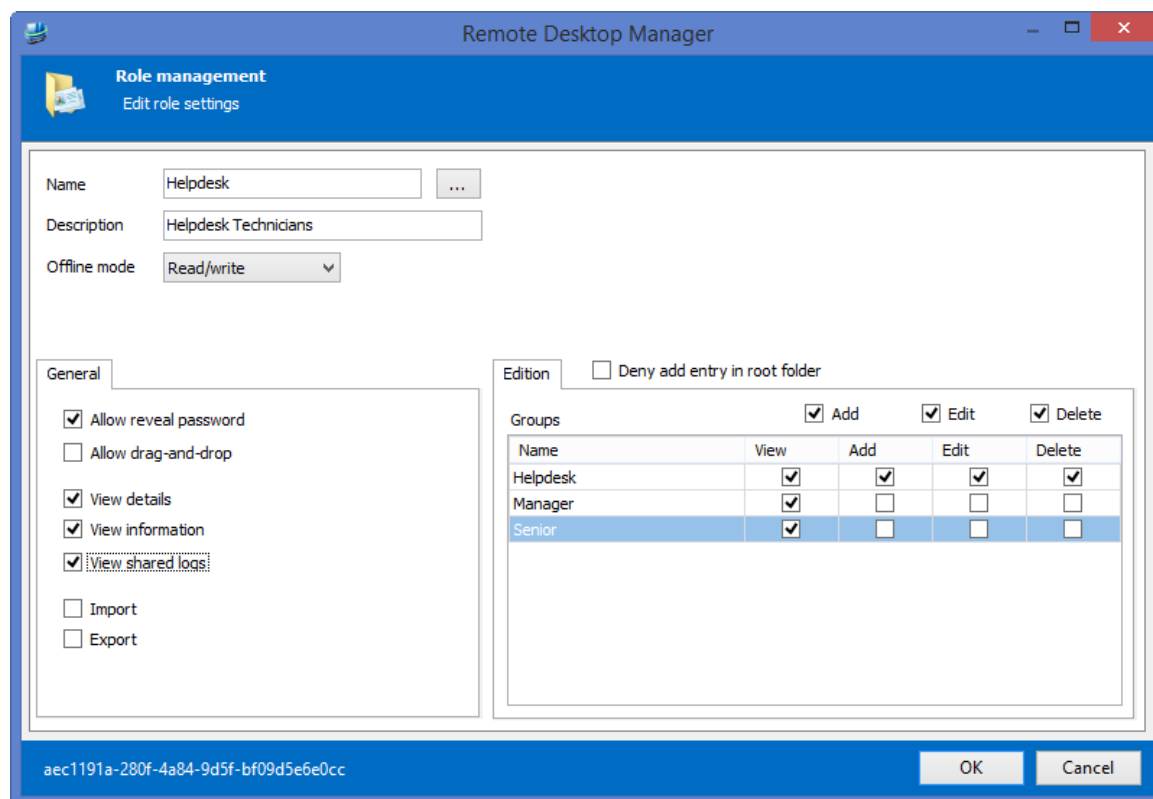 Remote Desktop Manager
Role management
Edit role settings
Name
Helpdesk
...
Description
Helpdesk Technicians
Offline mode
Read/write
General
Allow reveal password
Allow drag-and-drop
View details
View information
View shared logs
Import
Export
Edition
Deny add entry in root folder
Groups
Add
Edit
Delete
Name View Add Edit Delete
Helpdesk
Manager
Senior
aec1191a-280f-4a84-9d5f-bf09d5e6e0cc
OK
Cancel